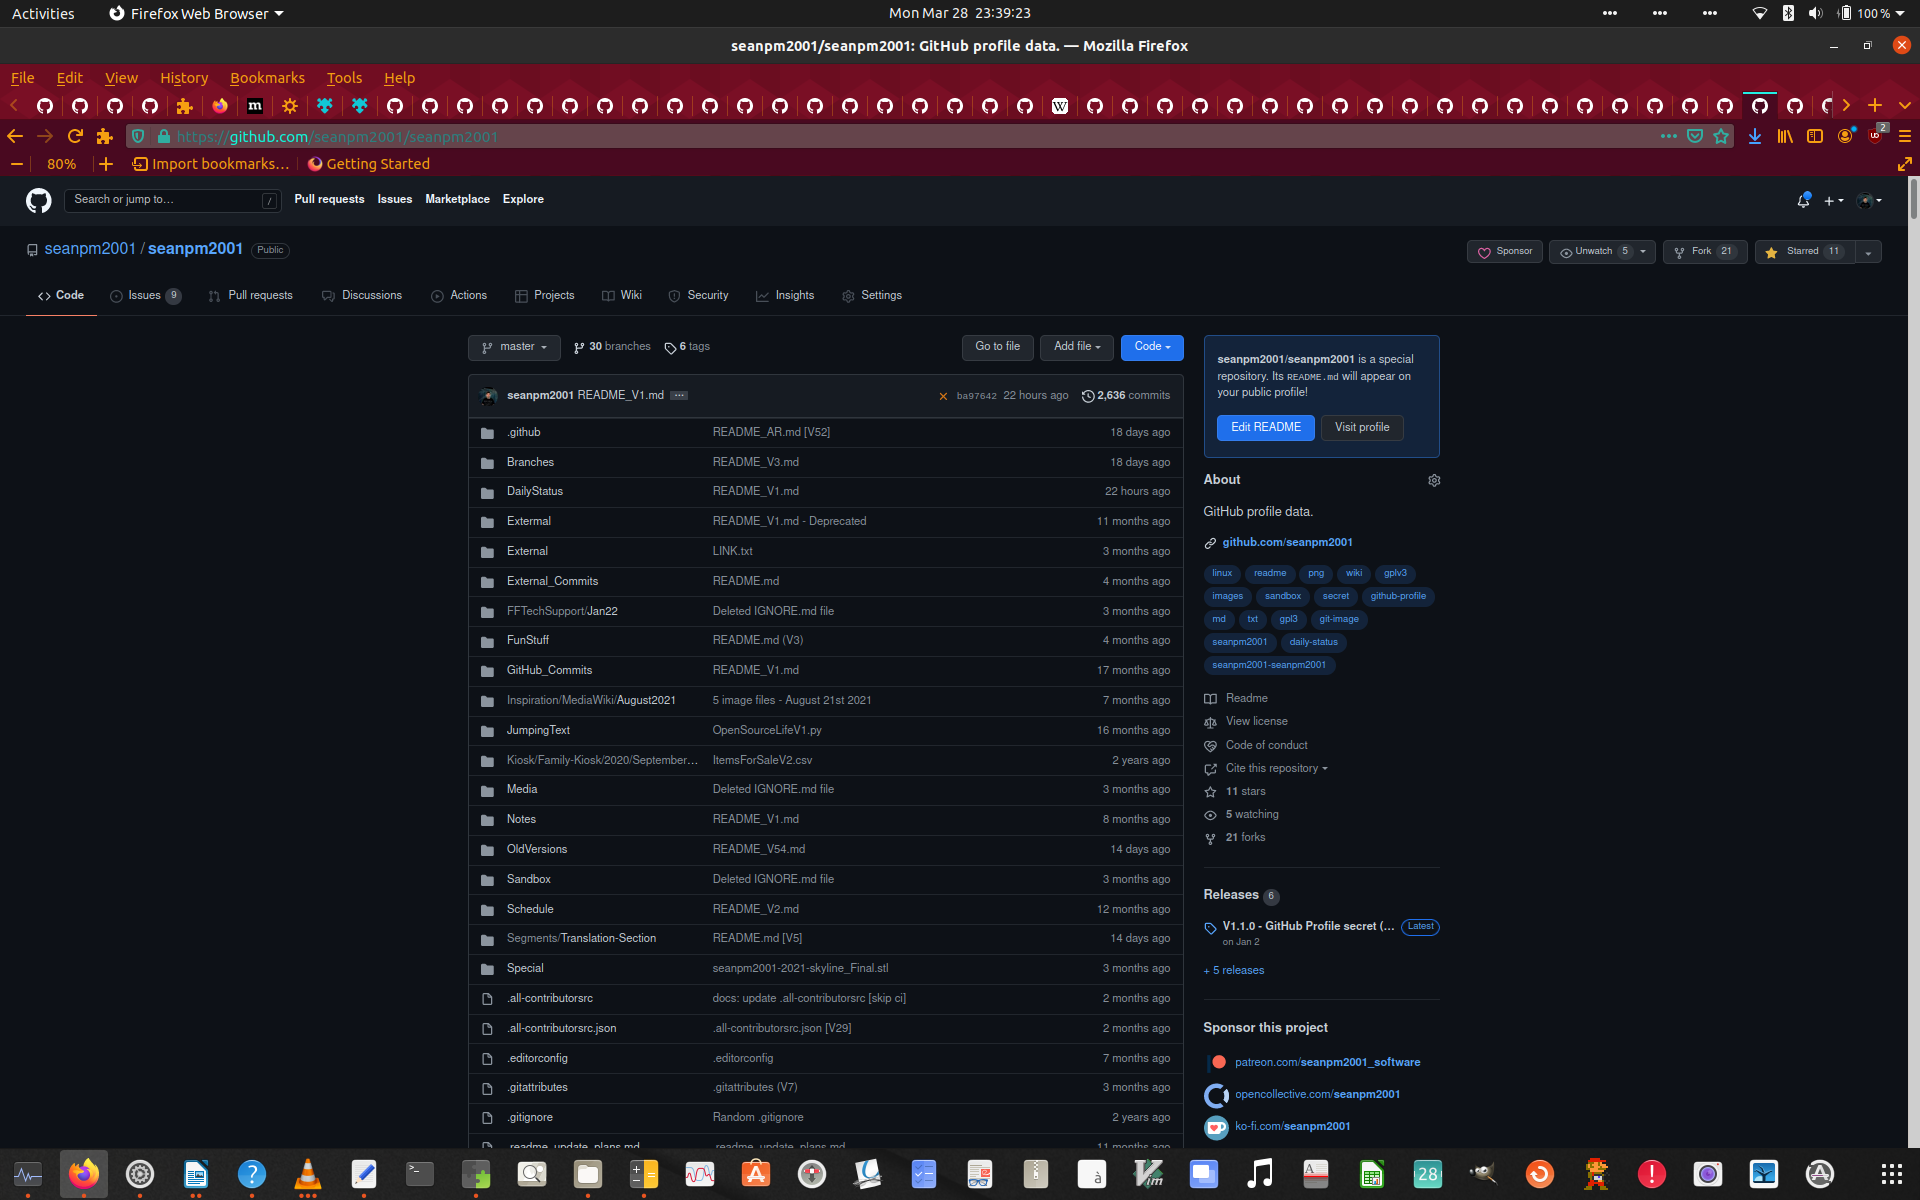 Activities
Firefox Web Browser
Mon Mar 28 23:39:23
100 %
seanpm2001/seanpm2001: GitHub profile data. — Mozilla Firefox
File Edit View History Bookmarks Tools Help
https://github.com/seanpm2001/seanpm2001
2
80%
Import bookmarks...
Getting Started
Search or jump to...
/
Pull requests Issues Marketplace Explore
seanpm2001 / seanpm2001 Public
Sponsor
Unwatch 5
Fork 21
Starred 11
Code
Issues 9
Pull requests
Discussions
Actions
Projects
Wiki
Security
Insights
Settings
master
30 branches
6 tags
Go to file
Add file
Code
seanpm2001 README_V1.md ba97642 22 hours ago 2,636 commits
.github README_AR.md [V52] 18 days ago
Branches README_V3.md 18 days ago
DailyStatus README_V1.md 22 hours ago
Extermal README_V1.md - Deprecated 11 months ago
External LINK.txt 3 months ago
External_Commits README.md 4 months ago
FFTechSupport/Jan22 Deleted IGNORE.md file 3 months ago
FunStuff README.md (V3) 4 months ago
GitHub_Commits README_V1.md 17 months ago
Inspiration/MediaWiki/August2021 5 image files - August 21st 2021 7 months ago
JumpingText OpenSourceLifeV1.py 16 months ago
Kiosk/Family-Kiosk/2020/September... ItemsForSaleV2.csv 2 years ago
Media Deleted IGNORE.md file 3 months ago
Notes README_V1.md 8 months ago
OldVersions README_V54.md 14 days ago
Sandbox Deleted IGNORE.md file 3 months ago
Schedule README_V2.md 12 months ago
Segments/Translation-Section README.md [V5] 14 days ago
Special seanpm2001-2021-skyline_Final.stl 3 months ago
.all-contributorsrc docs: update .all-contributorsrc [skip ci] 2 months ago
.all-contributorsrc.json .all-contributorsrc.json [V29] 2 months ago
.editorconfig .editorconfig 7 months ago
.gitattributes .gitattributes (V7) 3 months ago
.gitignore Random .gitignore 2 years ago
.readme_update_plans.md .readme_update_plans.md 11 months ago
seanpm2001/seanpm2001 is a special
repository. Its README.md will appear on
your public profile!
Edit README
Visit profile
About
GitHub profile data.
github.com/seanpm2001
linux readme png wiki gplv3
images sandbox secret github-profile
md txt gpl3 git-image
seanpm2001 daily-status
seanpm2001-seanpm2001
Readme
View license
Code of conduct
Cite this repository
11 stars
5 watching
21 forks
Releases 6
V1.1.0 - GitHub Profile secret (... Latest
on Jan 2
+ 5 releases
Sponsor this project
patreon.com/seanpm2001_software
opencollective.com/seanpm2001
ko-fi.com/seanpm2001
28